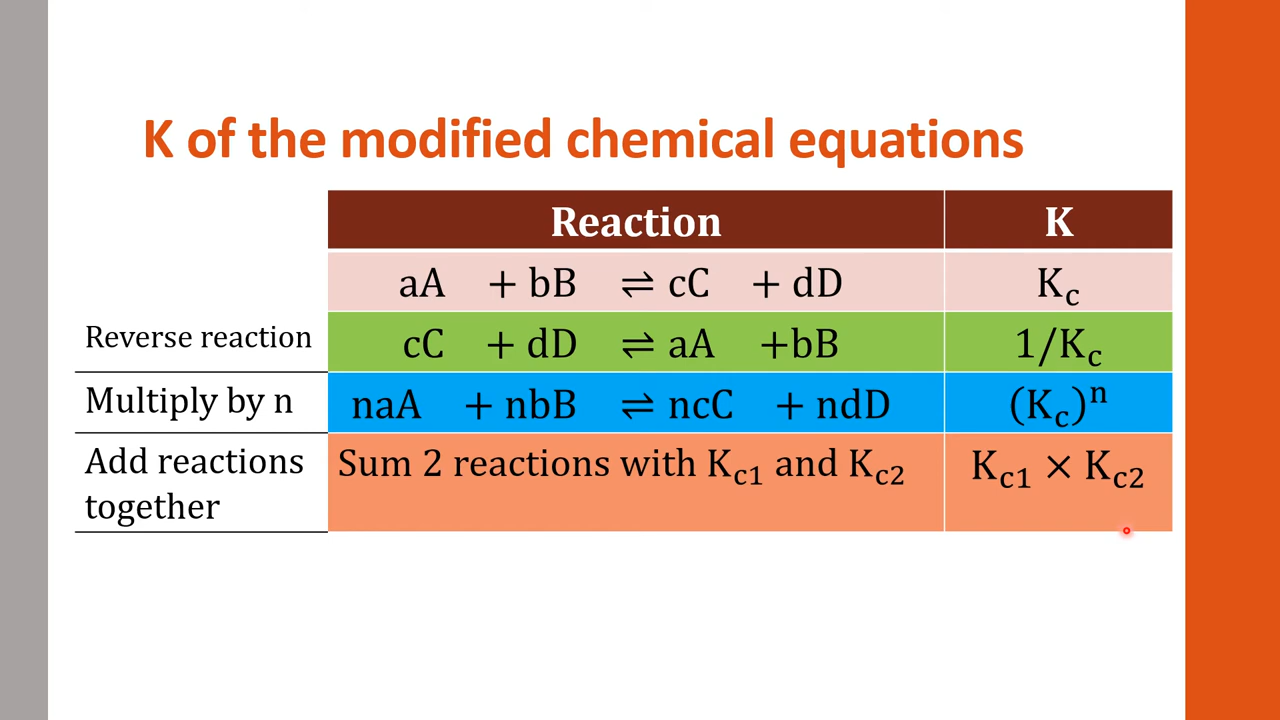 K of the modified chemical equations
Reaction K
aA + bB ⇌ cC + dD K_c
Reverse reaction cC + dD ⇌ aA +bB 1/K_c
Multiply by n naA + nbB ⇌ ncC + ndD (K_c)^n
Add reactions Sum 2 reactions with K_c1 and K_c2 K_c1 × K_c2
together